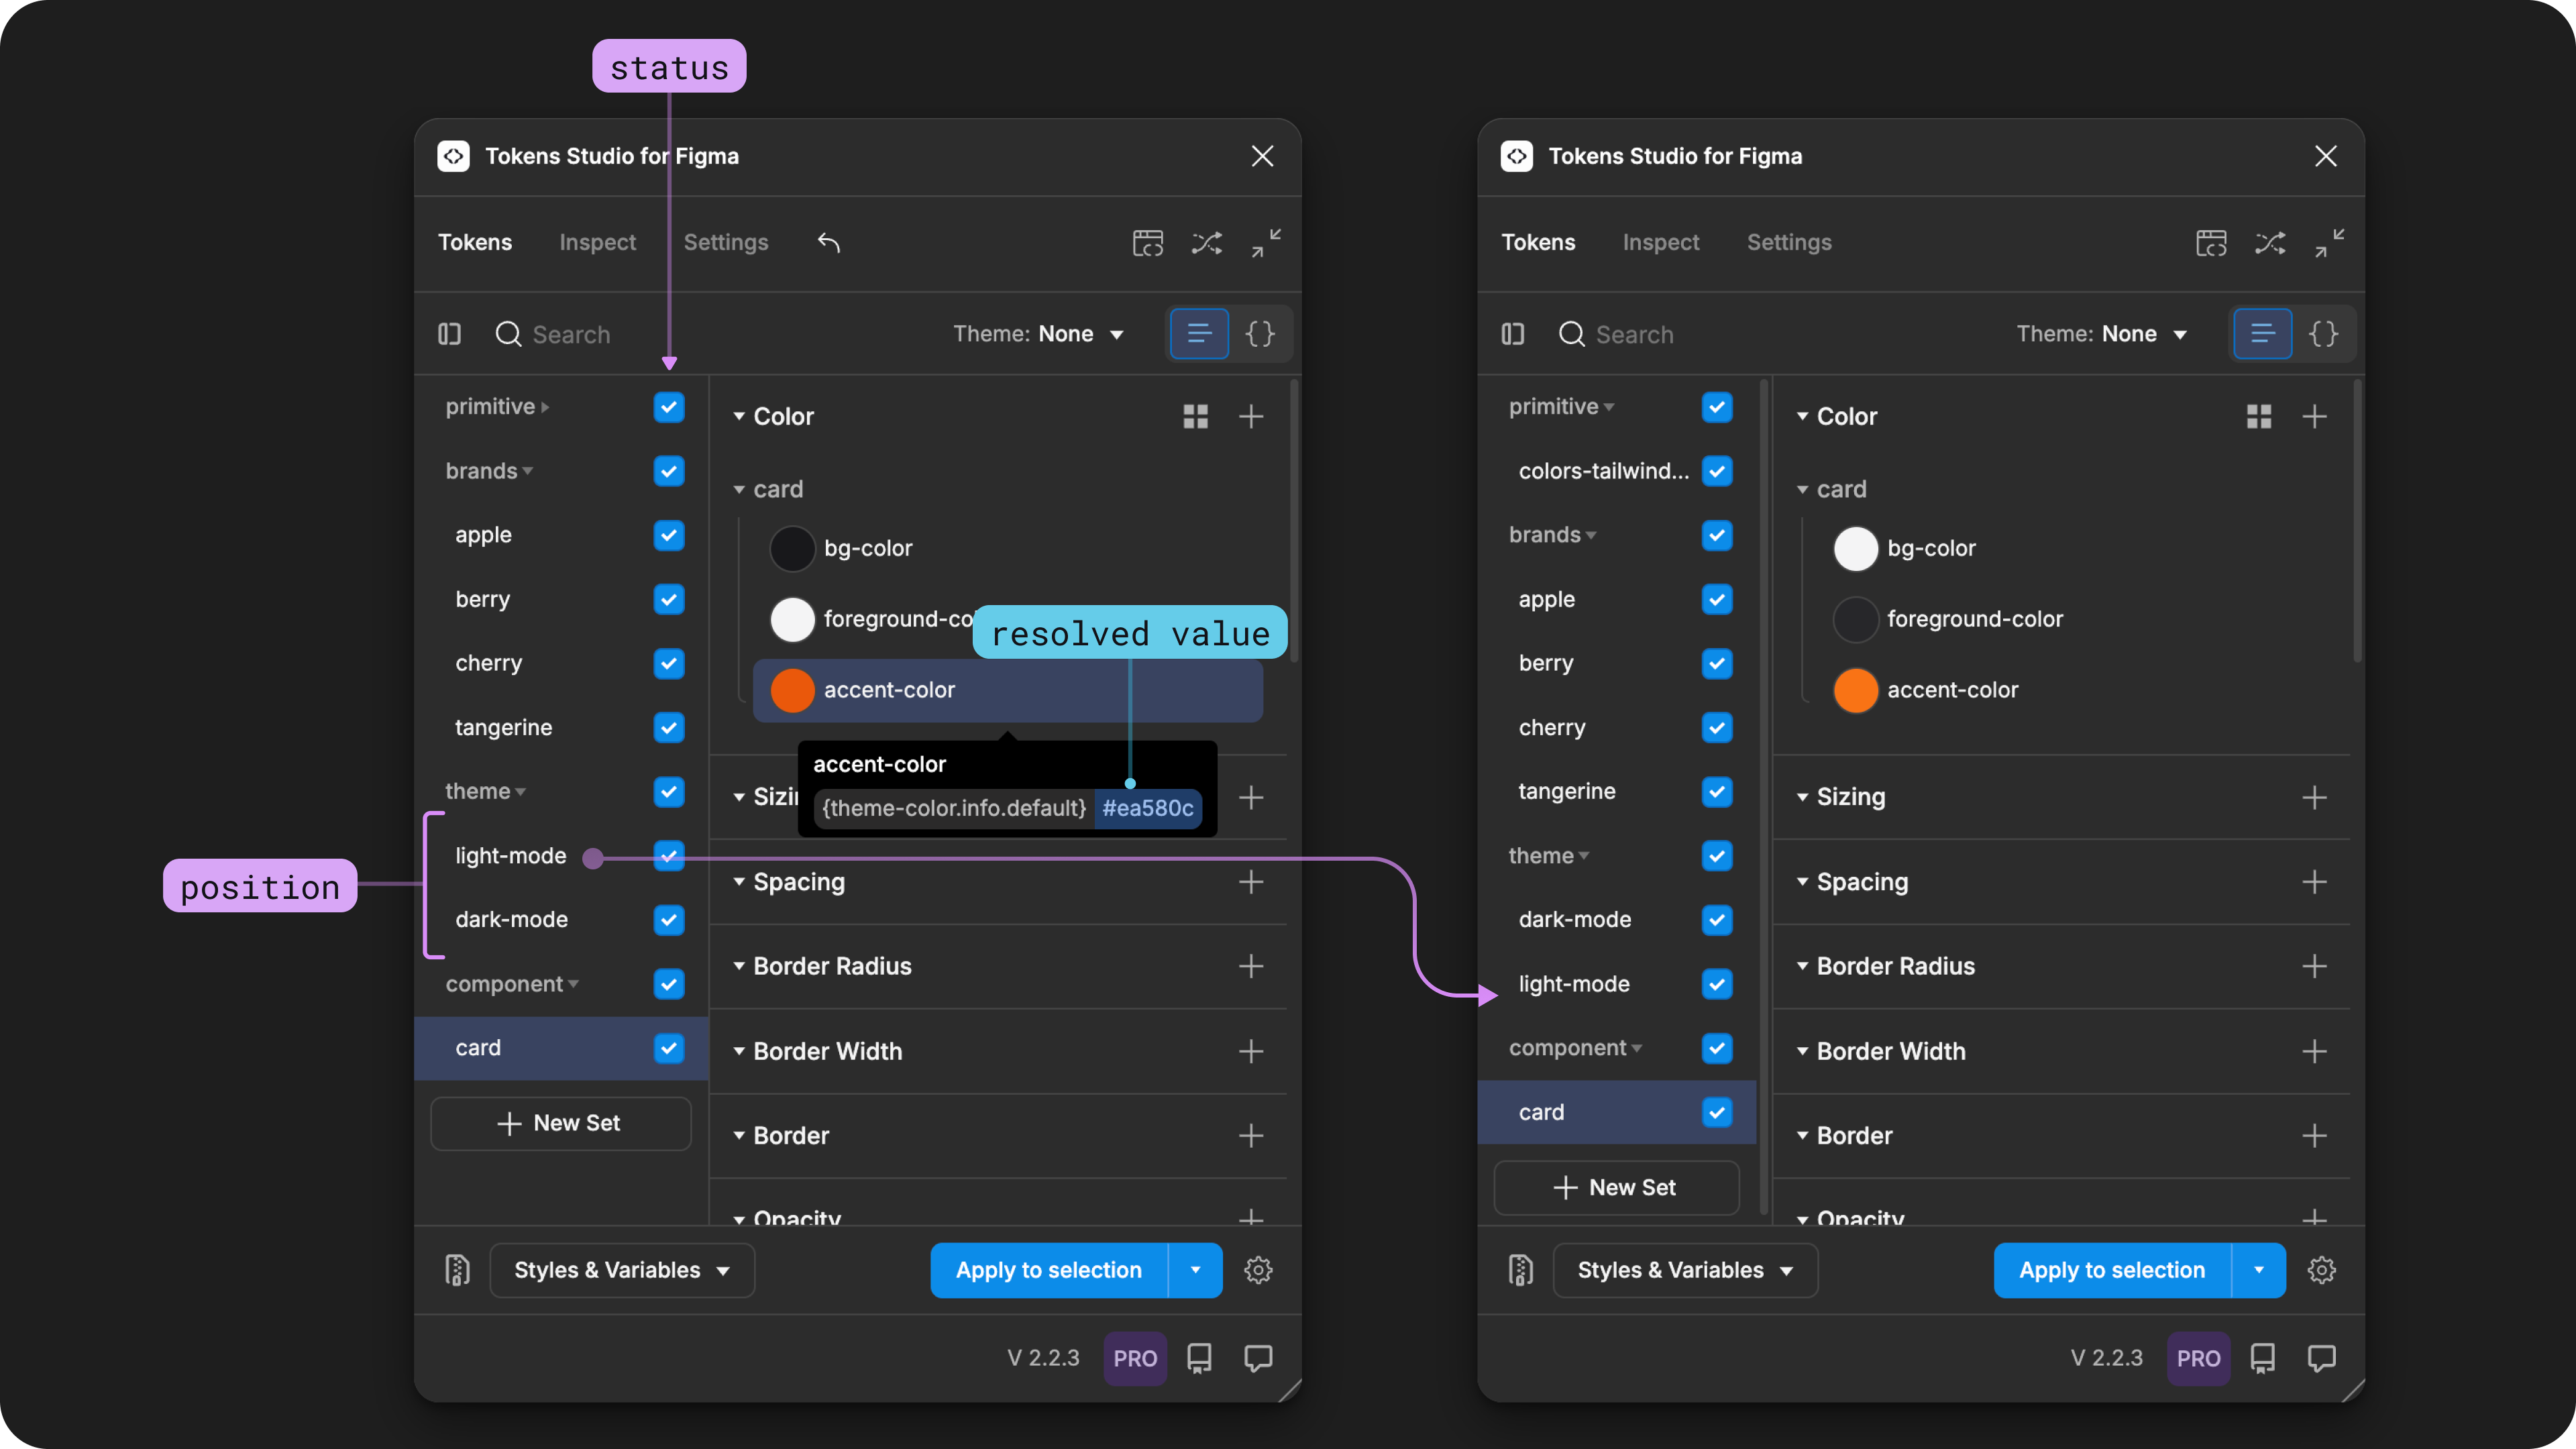 status
Tokens Studio for Figma
Tokens Inspect Settings
Search Theme: None {}
primitive
brands
apple
berry
cherry
tangerine
theme
light-mode
dark-mode
component
card
New Set
Color
card
bg-color
foreground-co
resolved value
accent-color
accent-color
{theme-color.info.default} #ea580c
Sizi
Spacing
Border Radius
Border Width
Border
Opacity
position
Styles & Variables Apply to selection
V 2.2.3 PRO
Tokens Studio for Figma
Tokens Inspect Settings
Search Theme: None {}
primitive
colors-tailwind...
brands
apple
berry
cherry
tangerine
theme
dark-mode
light-mode
component
card
New Set
Color
card
bg-color
foreground-color
accent-color
Sizing
Spacing
Border Radius
Border Width
Border
Opacity
Styles & Variables Apply to selection
V 2.2.3 PRO